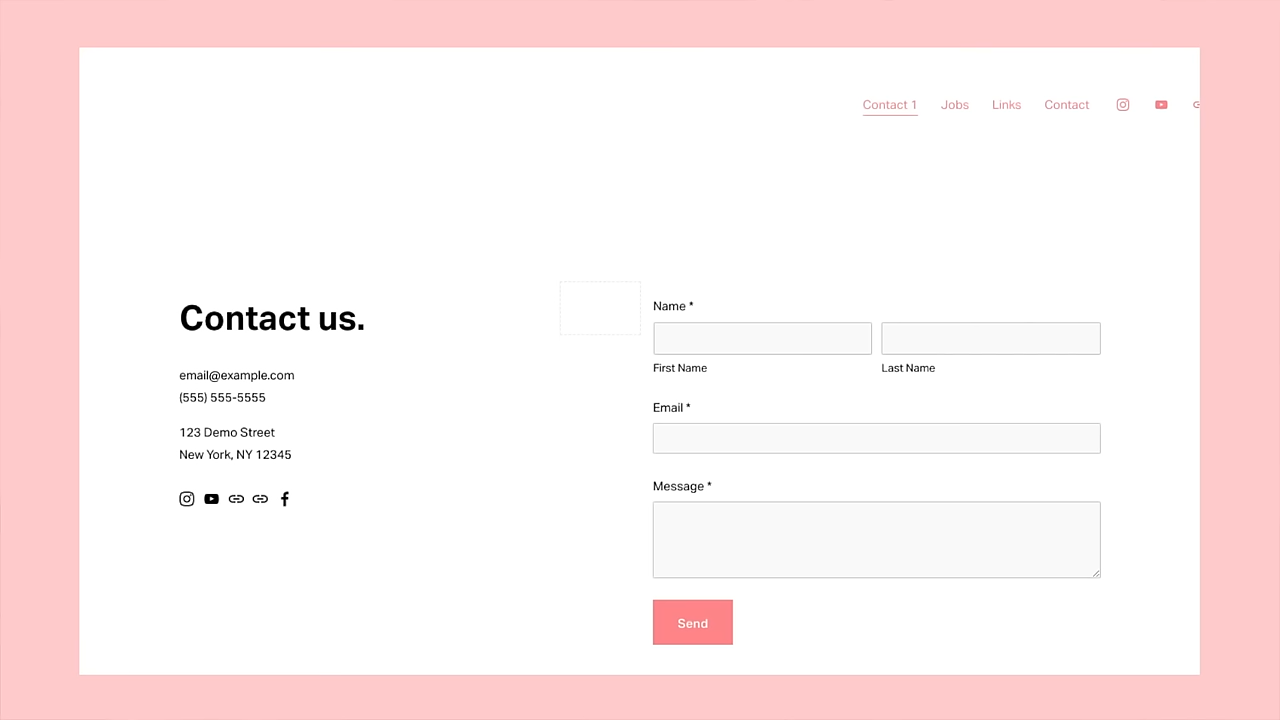 Contact 1 Jobs Links Contact
Contact us.
email@example.com
(555) 555-5555
123 Demo Street
New York, NY 12345
Name *
First Name Last Name
Email *
Message *
Send